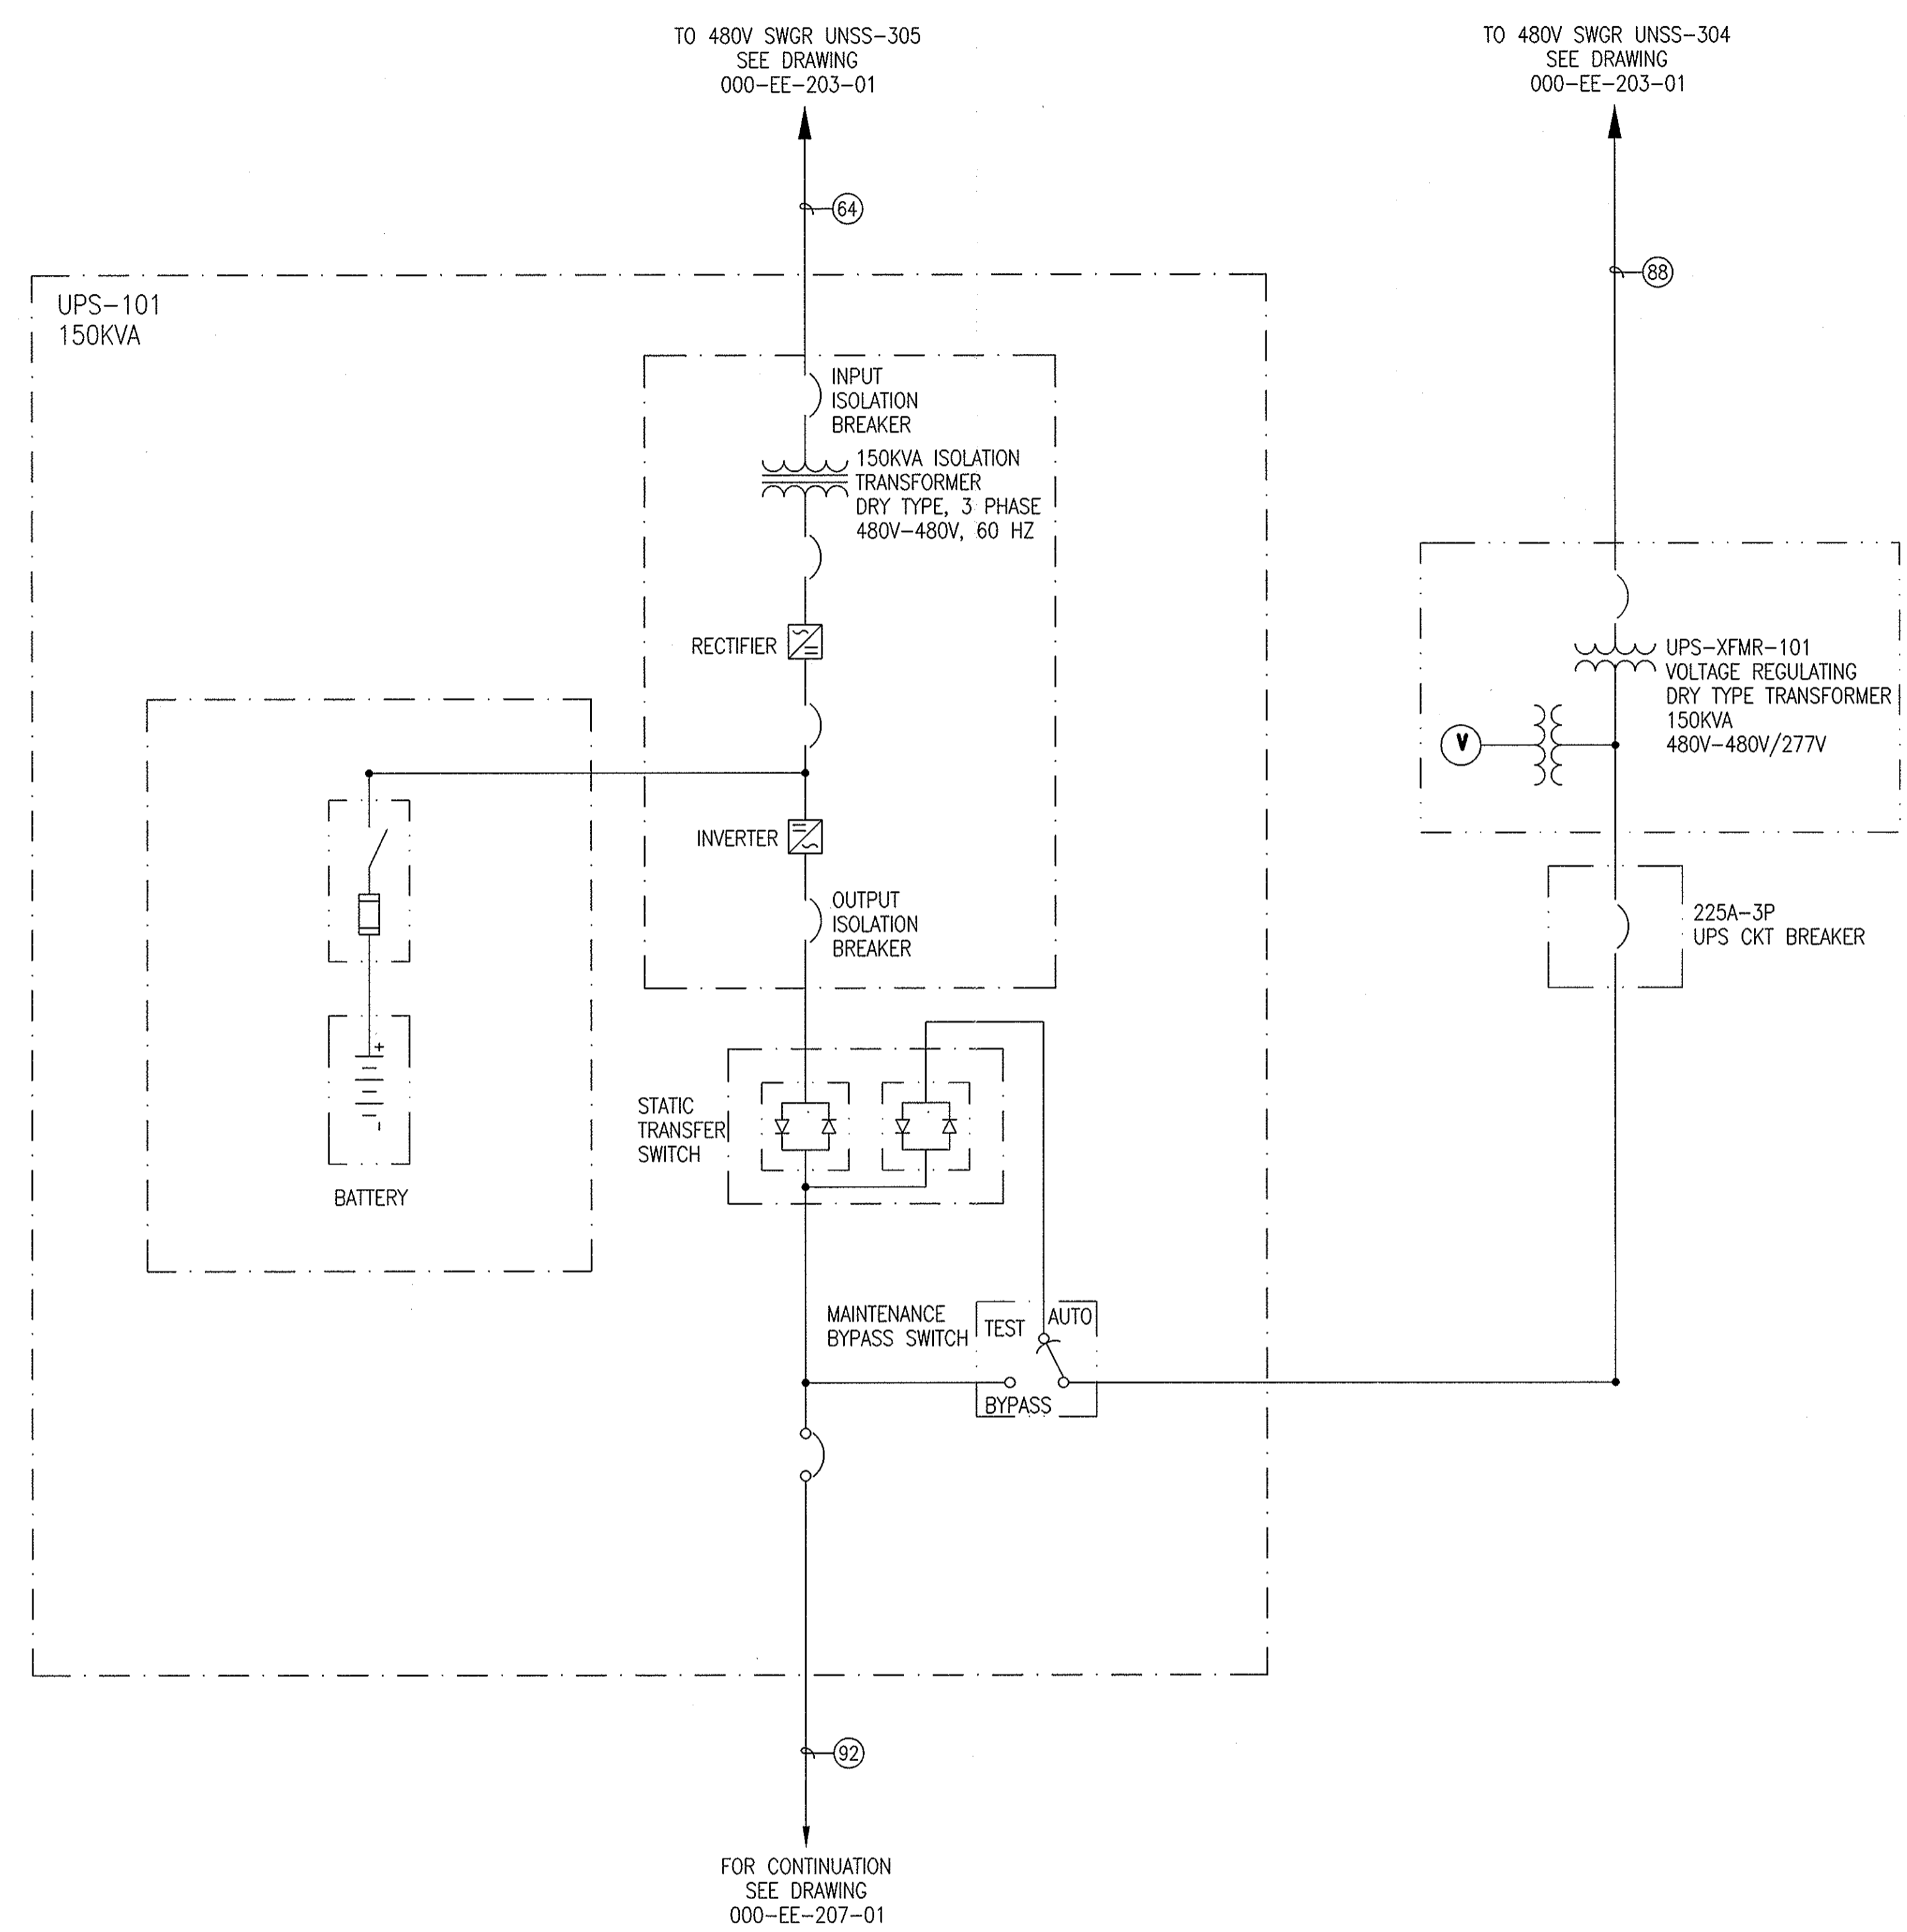 TO 480V SWGR UNSS-305
SEE DRAWING
000-EE-203-01
TO 480V SWGR UNSS-304
SEE DRAWING
000-EE-203-01
64
88
UPS-101
150KVA
INPUT
ISOLATION
BREAKER
150KVA ISOLATION
TRANSFORMER
DRY TYPE, 3 PHASE
480V-480V, 60 HZ
RECTIFIER
UPS-XFMR-101
VOLTAGE REGULATING
DRY TYPE TRANSFORMER
150KVA
480V-480V/277V
V
INVERTER
OUTPUT
ISOLATION
BREAKER
225A-3P
UPS CKT BREAKER
+
-
BATTERY
STATIC
TRANSFER
SWITCH
MAINTENANCE
BYPASS SWITCH
TEST
AUTO
BYPASS
92
FOR CONTINUATION
SEE DRAWING
000-EE-207-01